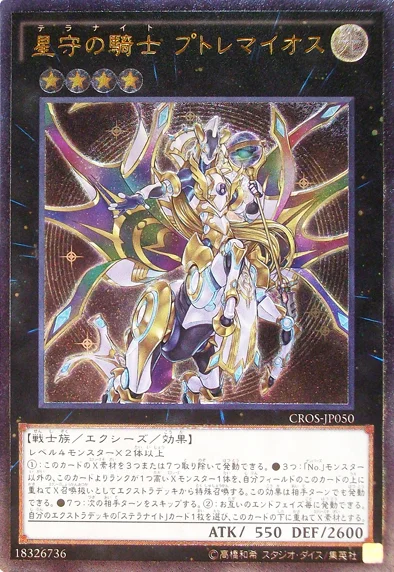 テラナイト
星守の騎士 プトレマイオス
光
CROS-JP050
【戦士族／エクシーズ／効果】
レベル4モンスター×2体以上
①：このカードのX素材を3つまたは7つ取り除いて発動できる。●3つ：「No.」モンスター
以外の、このカードよりランクが1つ高いXモンスター1体を、自分フィールドのこのカードの上に
重ねてX召喚扱いとしてエクストラデッキから特殊召喚する。この効果は相手ターンでも発動
できる。●7つ：次の相手ターンをスキップする。②：お互いのエンドフェイズ毎に発動できる。
自分のエクストラデッキの「ステラナイト」カード1枚を選び、このカードの下に重ねてX素材とする。
ATK/ 550 DEF/2600
18326736
©高橋和希 スタジオ・ダイス/集英社